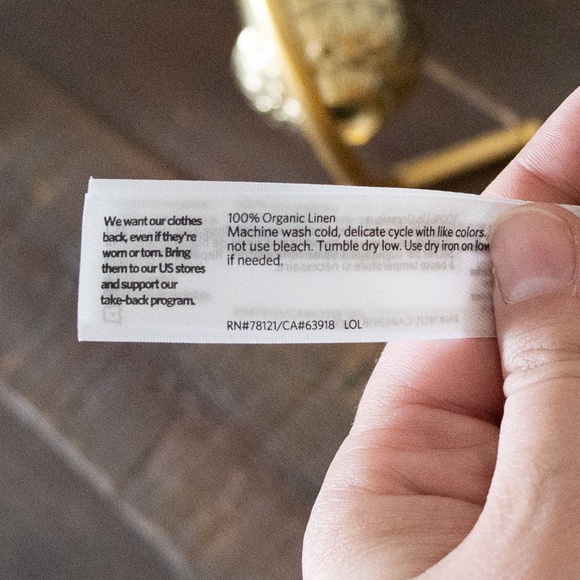 We want our clothes
back, even if they're
worn or torn. Bring
them to our US stores
and support our
take-back program.
100% Organic Linen
Machine wash cold, delicate cycle with like colors.
not use bleach. Tumble dry low. Use dry iron on low
if needed.
RN#78121/CA#63918 LOL